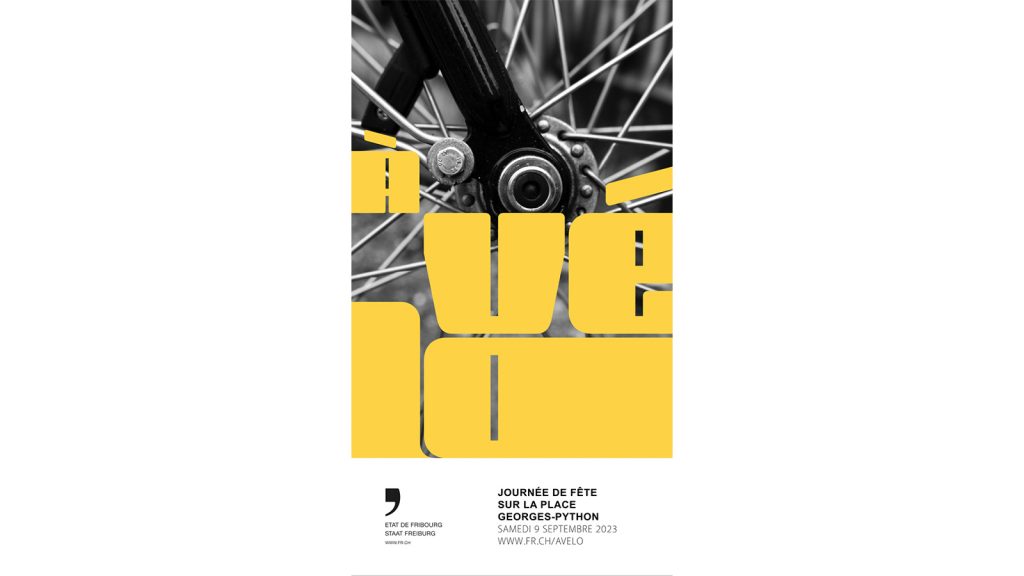 à
vé
lo
ETAT DE FRIBOURG
STAAT FREIBURG
WWW.FR.CH
JOURNÉE DE FÊTE
SUR LA PLACE
GEORGES-PYTHON
SAMEDI 9 SEPTEMBRE 2023
WWW.FR.CH/AVELO